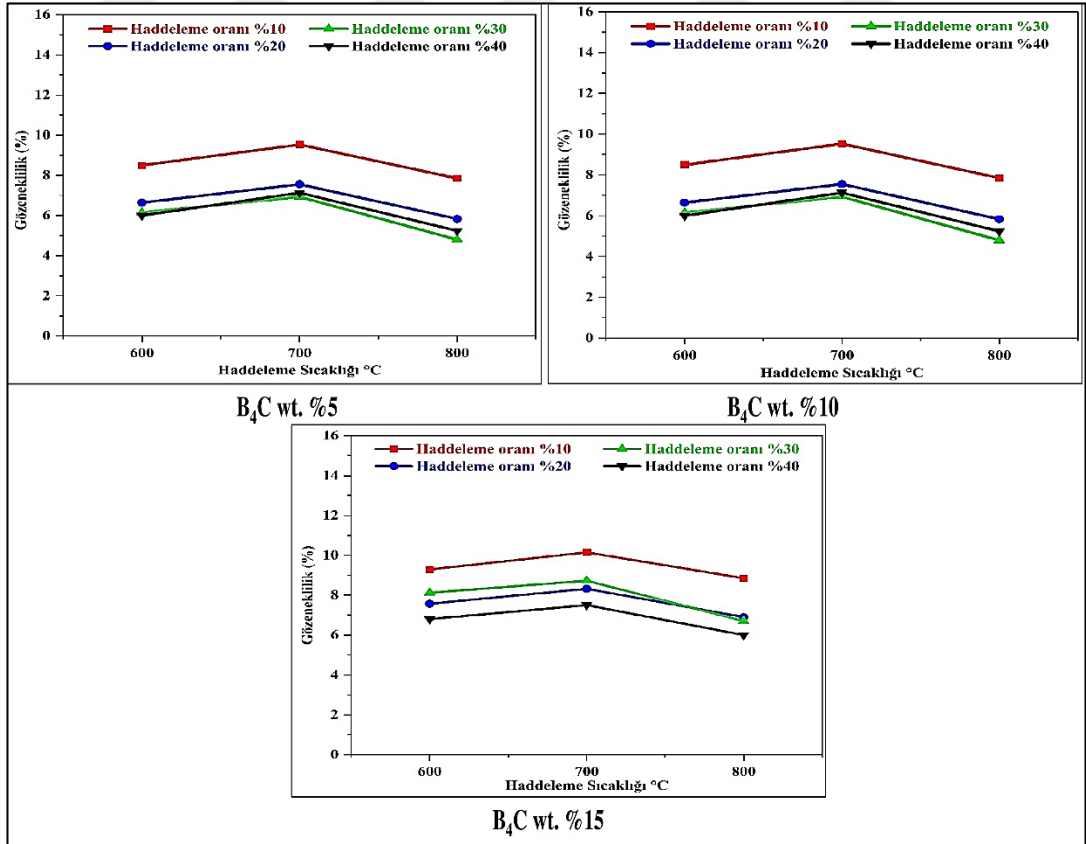 Haddeleme oranı %10
Haddeleme oranı %30
Haddeleme oranı %20
Haddeleme oranı %40
Gözeneklilik (%)
16
14
12
10
8
6
4
2
0
600
700
800
Haddeleme Sıcaklığı °C
B₄C wt. %5
Haddeleme oranı %10
Haddeleme oranı %30
Haddeleme oranı %20
Haddeleme oranı %40
Gözeneklilik (%)
16
14
12
10
8
6
4
2
0
600
700
800
Haddeleme Sıcaklığı °C
B₄C wt. %10
Haddeleme oranı %10
Haddeleme oranı %30
Haddeleme oranı %20
Haddeleme oranı %40
Gözeneklilik (%)
16
14
12
10
8
6
4
2
0
600
700
800
Haddeleme Sıcaklığı °C
B₄C wt. %15